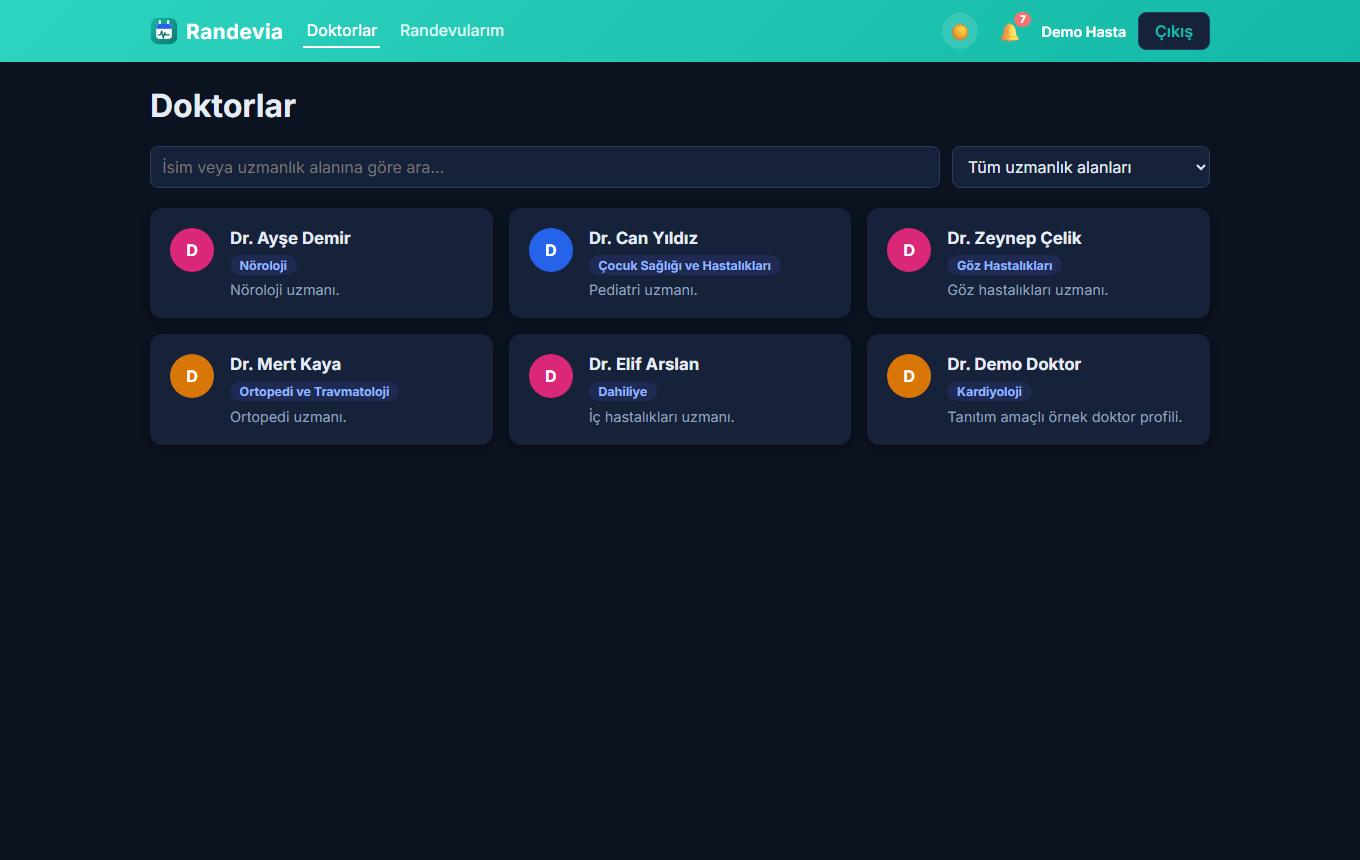 Randevia Doktorlar Randevularım 7 Demo Hasta Çıkış
Doktorlar
İsim veya uzmanlık alanına göre ara... Tüm uzmanlık alanları
D
Dr. Ayşe Demir
Nöroloji
Nöroloji uzmanı.
D
Dr. Can Yıldız
Çocuk Sağlığı ve Hastalıkları
Pediatri uzmanı.
D
Dr. Zeynep Çelik
Göz Hastalıkları
Göz hastalıkları uzmanı.
D
Dr. Mert Kaya
Ortopedi ve Travmatoloji
Ortopedi uzmanı.
D
Dr. Elif Arslan
Dahiliye
İç hastalıkları uzmanı.
D
Dr. Demo Doktor
Kardiyoloji
Tanıtım amaçlı örnek doktor profili.